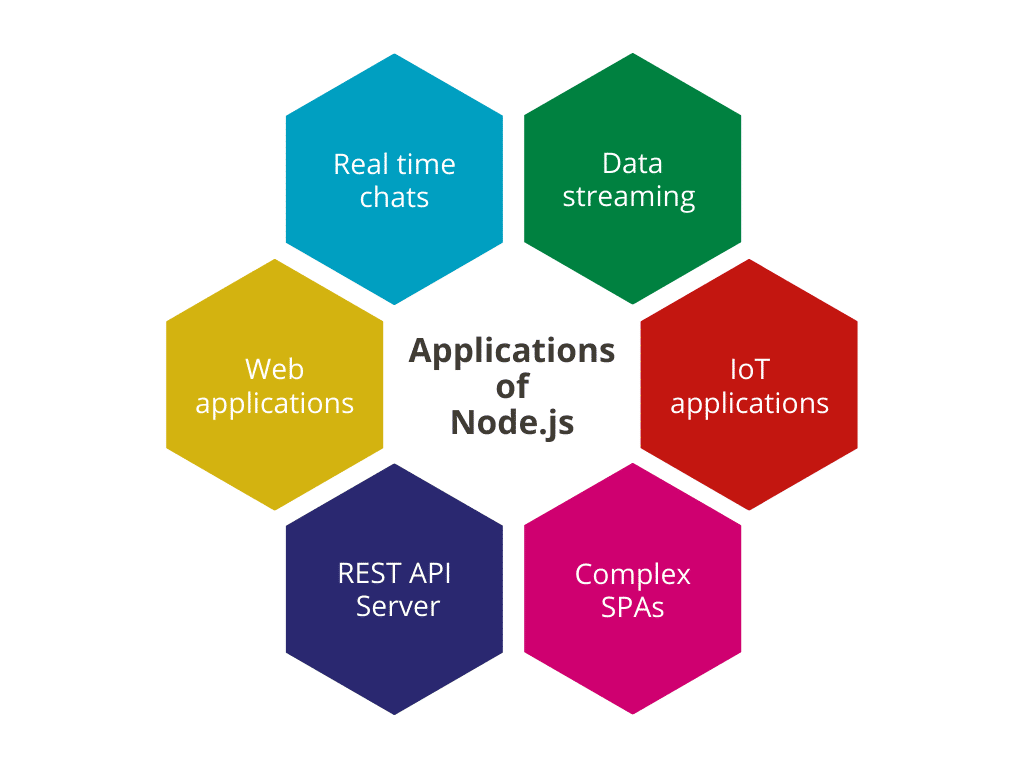 Real time
chats
Data
streaming
Web
applications
Applications
of
Node.js
IoT
applications
REST API
Server
Complex
SPAs